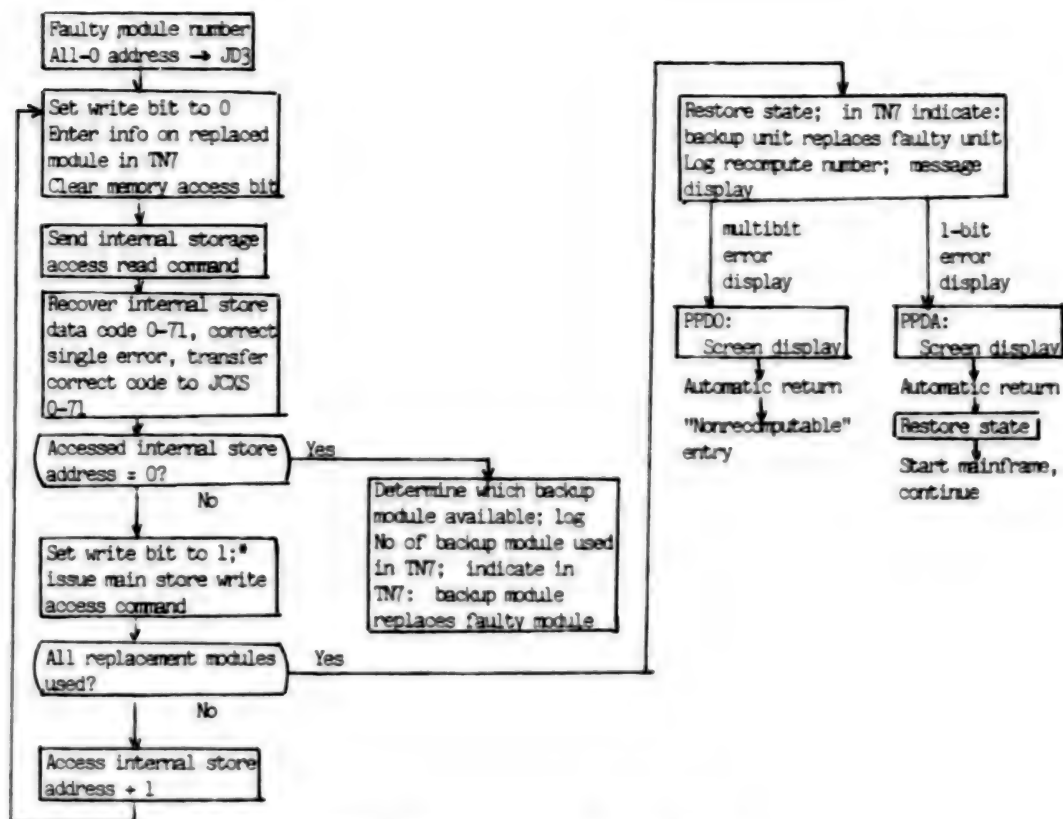 Faulty module number
All-0 address → JD3
Set write bit to 0
Enter info on replaced
module in TN7
Clear memory access bit
Send internal storage
access read command
Recover internal store
data code 0-71, correct
single error, transfer
correct code to JCXS
0-71
Accessed internal store
address = 0?
Yes
No
Determine which backup
module available; log
No of backup module used
in TN7; indicate in
TN7: backup module
replaces faulty module
Set write bit to 1;*
issue main store write
access command
All replacement modules
used?
Yes
No
Access internal store
address + 1
Restore state; in TN7 indicate:
backup unit replaces faulty unit
Log recompute number; message
display
multibit
error
display
1-bit
error
display
PPDO:
Screen display
PPDA:
Screen display
Automatic return
Automatic return
"Nonrecomputable"
entry
Restore state
Start mainframe,
continue